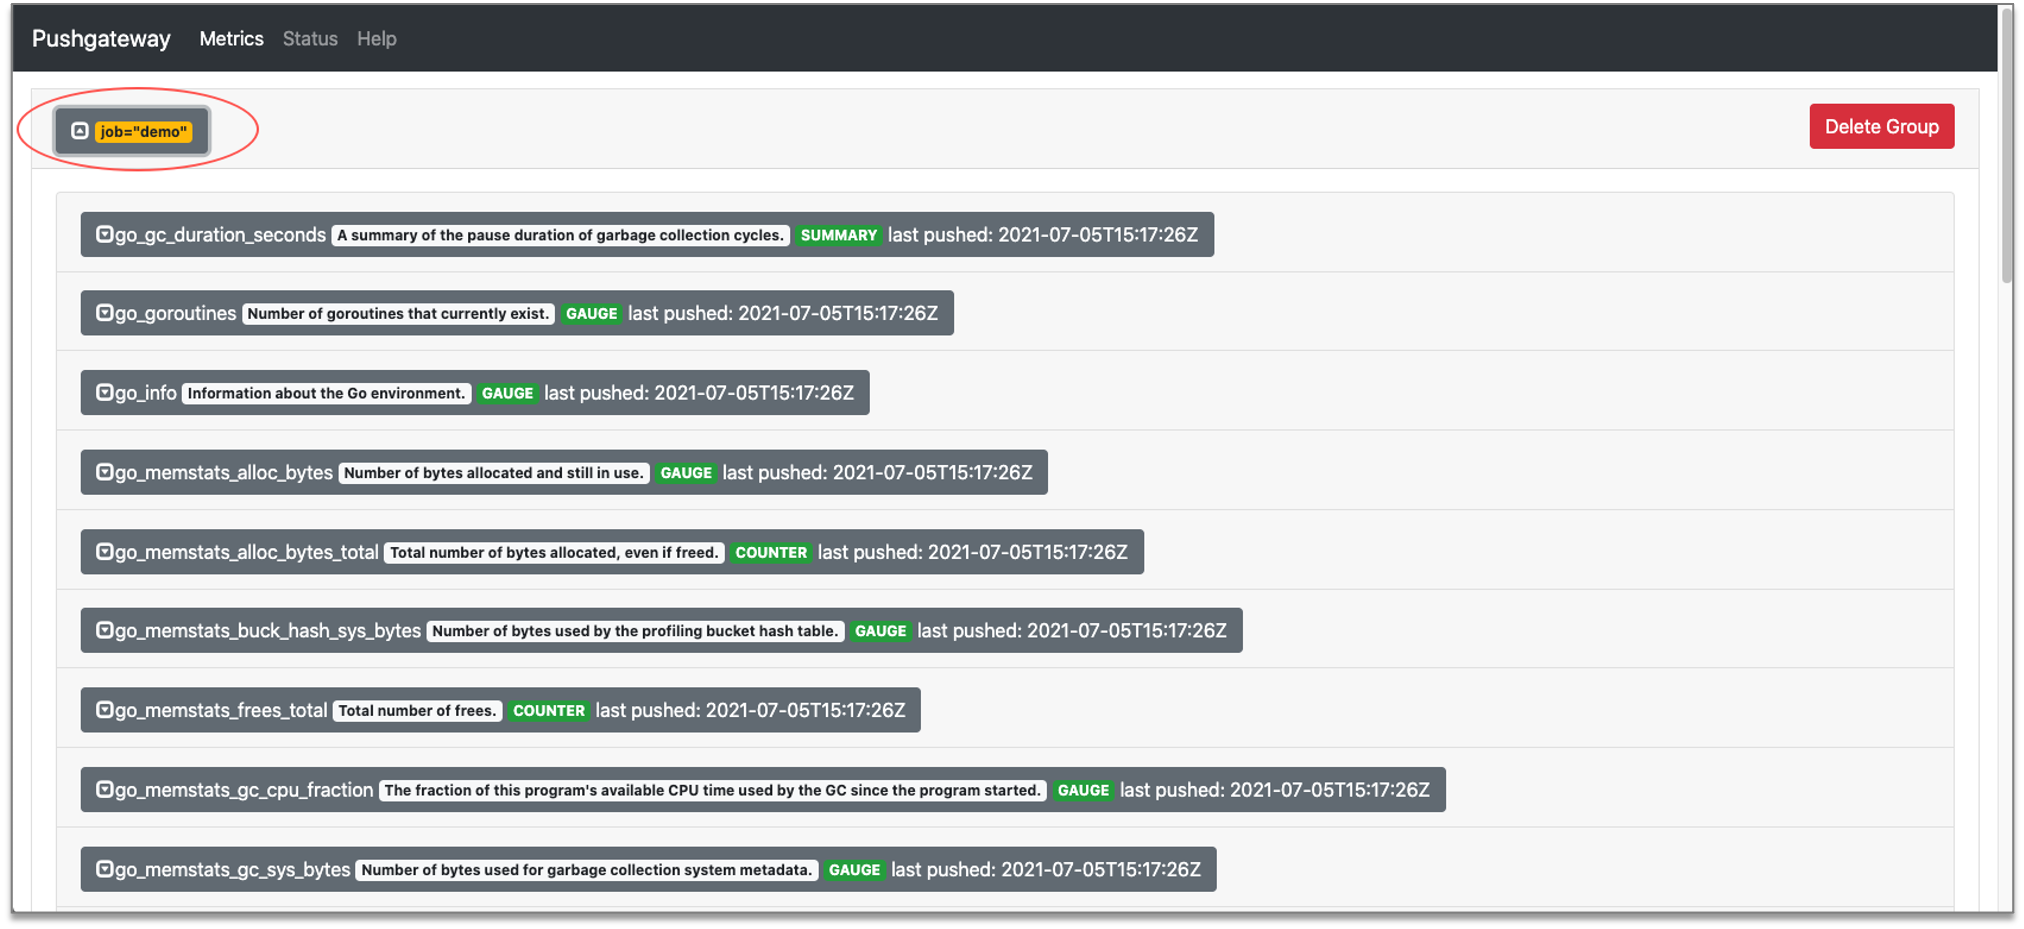 Pushgateway Metrics Status Help
job="demo" Delete Group
go_gc_duration_seconds A summary of the pause duration of garbage collection cycles. SUMMARY last pushed: 2021-07-05T15:17:26Z
go_goroutines Number of goroutines that currently exist. GAUGE last pushed: 2021-07-05T15:17:26Z
go_info Information about the Go environment. GAUGE last pushed: 2021-07-05T15:17:26Z
go_memstats_alloc_bytes Number of bytes allocated and still in use. GAUGE last pushed: 2021-07-05T15:17:26Z
go_memstats_alloc_bytes_total Total number of bytes allocated, even if freed. COUNTER last pushed: 2021-07-05T15:17:26Z
go_memstats_buck_hash_sys_bytes Number of bytes used by the profiling bucket hash table. GAUGE last pushed: 2021-07-05T15:17:26Z
go_memstats_frees_total Total number of frees. COUNTER last pushed: 2021-07-05T15:17:26Z
go_memstats_gc_cpu_fraction The fraction of this program's available CPU time used by the GC since the program started. GAUGE last pushed: 2021-07-05T15:17:26Z
go_memstats_gc_sys_bytes Number of bytes used for garbage collection system metadata. GAUGE last pushed: 2021-07-05T15:17:26Z